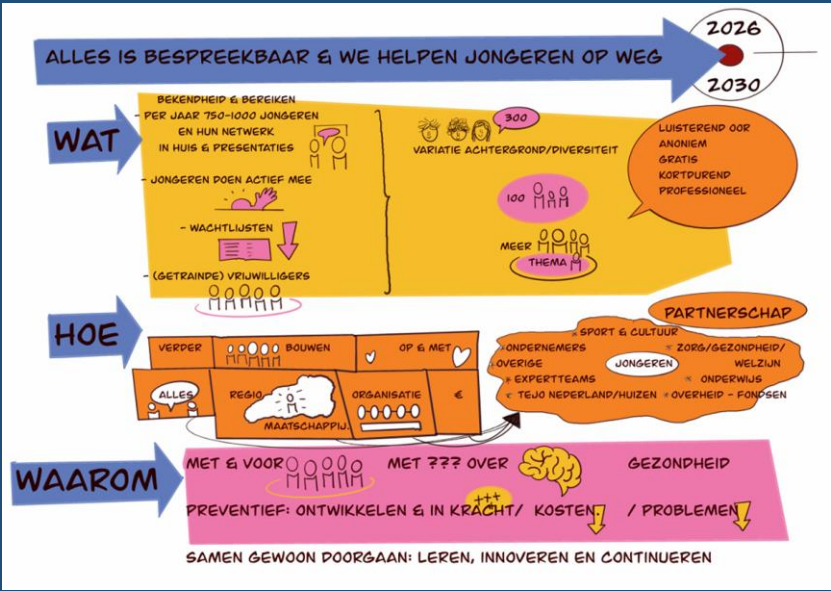 ALLES IS BESPREEKBAAR & WE HELPEN JONGEREN OP WEG
2026
2030
WAT
BEKENDHEID & BEREIKEN
- PER JAAR 750-1000 JONGEREN
EN HUN NETWERK
IN HUIS & PRESENTATIES
- JONGEREN DOEN ACTIEF MEE
- WACHTLIJSTEN
- (GETRAINDE) VRIJWILLIGERS
300
VARIATIE ACHTERGROND/DIVERSITEIT
100
MEER
THEMA
LUISTEREND OOR
ANONIEM
GRATIS
KORTDUREND
PROFESSIONEEL
HOE
VERDER
BOUWEN
OP & MET
ALLES
REGIO
MAATSCHAPPIJ.
ORGANISATIE
€
PARTNERSCHAP
* SPORT & CULTUUR
*ONDERNEMERS
* ZORG/GEZONDHEID/
WELZIJN
*OVERIGE
JONGEREN
* EXPERTTEAMS
* ONDERWIJS
* TEJO NEDERLAND/HUIZEN
*OVERHEID - FONDSEN
WAAROM
MET & VOOR
MET ??? OVER
GEZONDHEID
+++
PREVENTIEF: ONTWIKKELEN & IN KRACHT/ KOSTEN / PROBLEMEN
SAMEN GEWOON DOORGAAN: LEREN, INNOVEREN EN CONTINUEREN